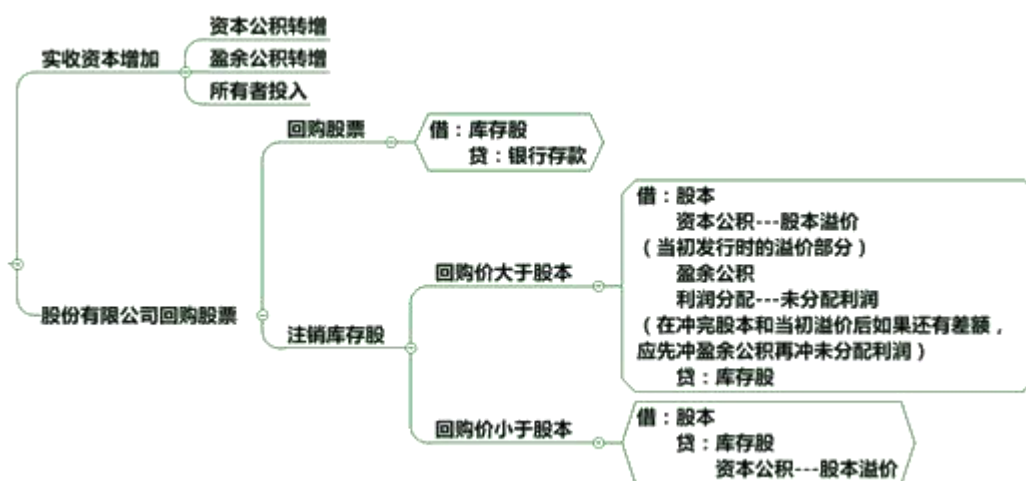 资本公积转增
实收资本增加
盈余公积转增
所有者投入
回购股票
借：库存股
贷：银行存款
股份有限公司回购股票
注销库存股
回购价大于股本
借：股本
资本公积---股本溢价
（当初发行时的溢价部分）
盈余公积
利润分配---未分配利润
（在冲完股本和当初溢价后如果还有差额，
应先冲盈余公积再冲未分配利润）
贷：库存股
回购价小于股本
借：股本
贷：库存股
资本公积---股本溢价